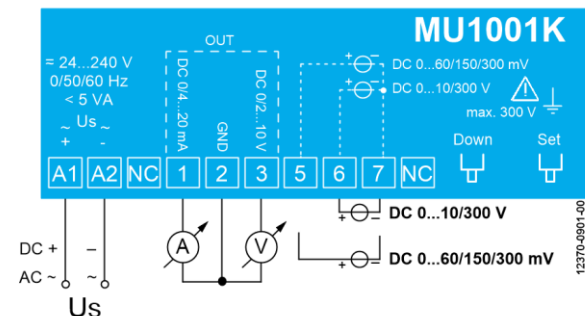 MU1001K
OUT
= 24...240 V
0/50/60 Hz
< 5 VA
~ Us ~
+ -
DC 0/4...20 mA
GND
DC 0/2...10 V
+ - DC 0...60/150/300 mV
+ - DC 0...10/300 V
max. 300 V
Down Set
A1 A2 NC 1 2 3 5 6 7 NC
+ - DC 0...10/300 V
A V
+ - DC 0...60/150/300 mV
DC + –
AC ~ ~
Us
12370-0901-00